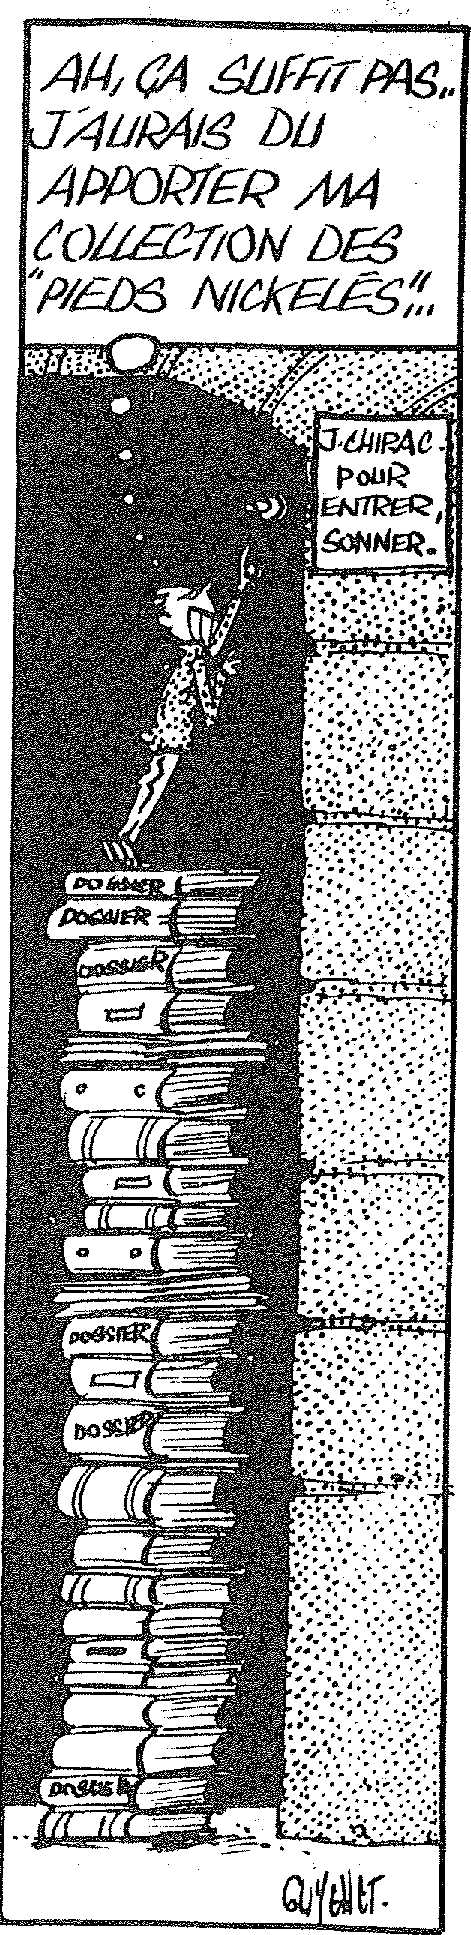 AH, ÇA SUFFIT PAS..
J'AURAIS DU
APPORTER MA
COLLECTION DES
"PIEDS NICKELÉS"...
J. CHIRAC.
POUR
ENTRER,
SONNER.
DOSSIER
DOSSIER
DOSSIER
DOSSIER
DOSSIER
DOSSIER